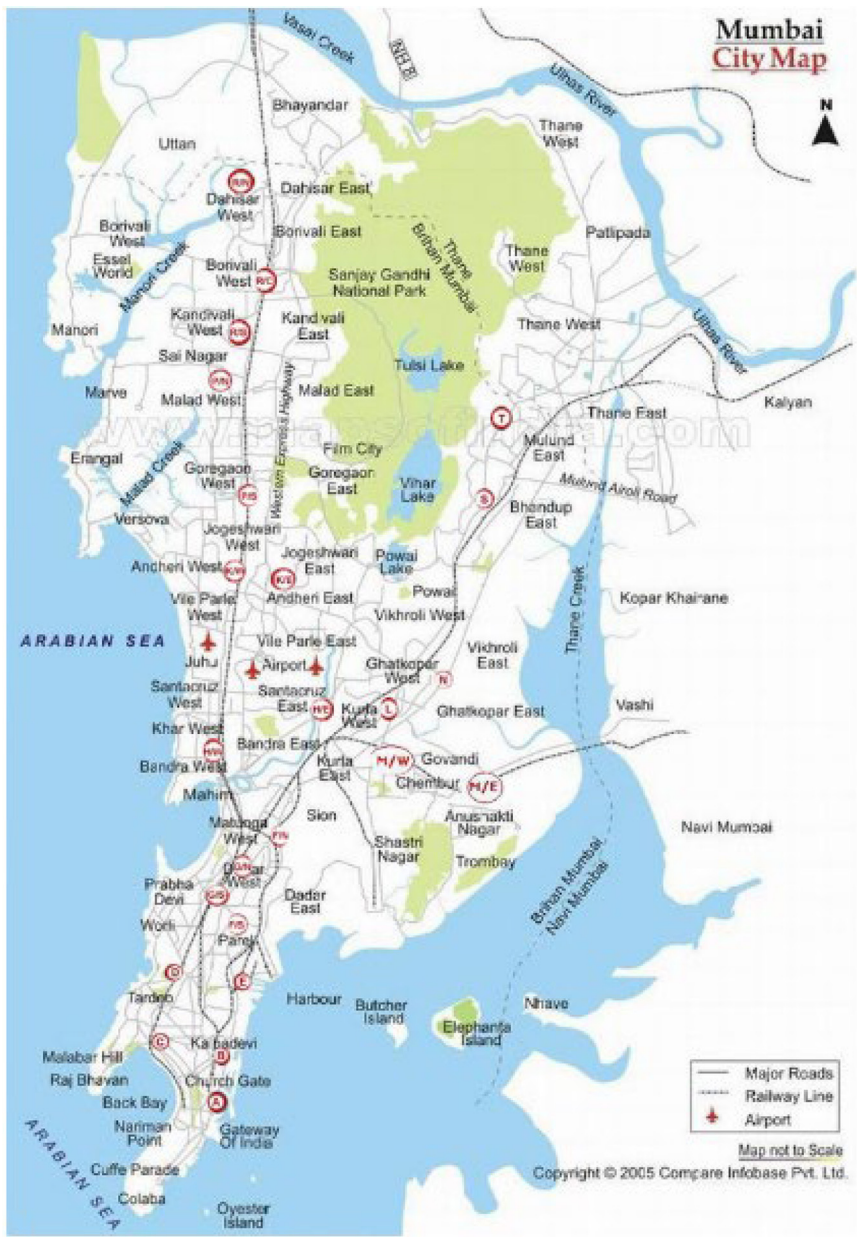 Mumbai
City Map
N
Vasai Creek
NH 8
Ulhas River
Bhayandar
Thane
West
Uttan
R/N
Dahisar
West
Dahisar East
Borivali
West
Borivali East
Patlipada
Essel
World
Manori Creek
Borivali
West
R/C
Sanjay Gandhi
National Park
Thane
Brihan Mumbai
Thane
West
Kandivali
West
R/S
Kandivali
East
Thane West
Ulhas River
Manori
Sai Nagar
Tulsi Lake
P/N
Malad West
Malad East
Marve
Western Express Highway
T
Thane East
Kalyan
www.mapsofindia.com
Mulund
East
Film City
Erangal
Malad Creek
Goregaon
West
P/S
Goregaon
East
Vihar
Lake
S
Mulund Airoli Road
Bhandup
East
Versova
Jogeshwari
West
Jogeshwari
East
Powai
Lake
Andheri West
K/W
K/E
Andheri East
Powai
Thane Creek
Kopar Khairane
Vile Parle
West
Vikhroli West
ARABIAN SEA
Juhu
Vile Parle East
Airport
Ghatkopar
West
Vikhroli
East
N
Santacruz
West
Santacruz
East
H/E
Kurla
West
L
Ghatkopar East
Vashi
Khar West
H/W
Bandra East
Bandra West
Kurla
East
M/W
Govandi
Chembur
M/E
Mahim
Matunga
West
F/N
Sion
Anushakti
Nagar
Shastri
Nagar
Trombay
Navi Mumbai
Brihan Mumbai
Navi Mumbai
G/N
Dadar
West
Prabha
Devi
G/S
Dadar
East
Worli
F/S
Parel
D
E
Tardeo
Harbour
Butcher
Island
Elephanta
Island
Nhave
C
Kalbadevi
B
Malabar Hill
Raj Bhavan
Church Gate
Back Bay
A
Nariman
Point
Gateway
Of India
ARABIAN SEA
Cuffe Parade
Colaba
Oyester
Island
Major Roads
Railway Line
Airport
Map not to Scale
Copyright © 2005 Compare Infobase Pvt. Ltd.